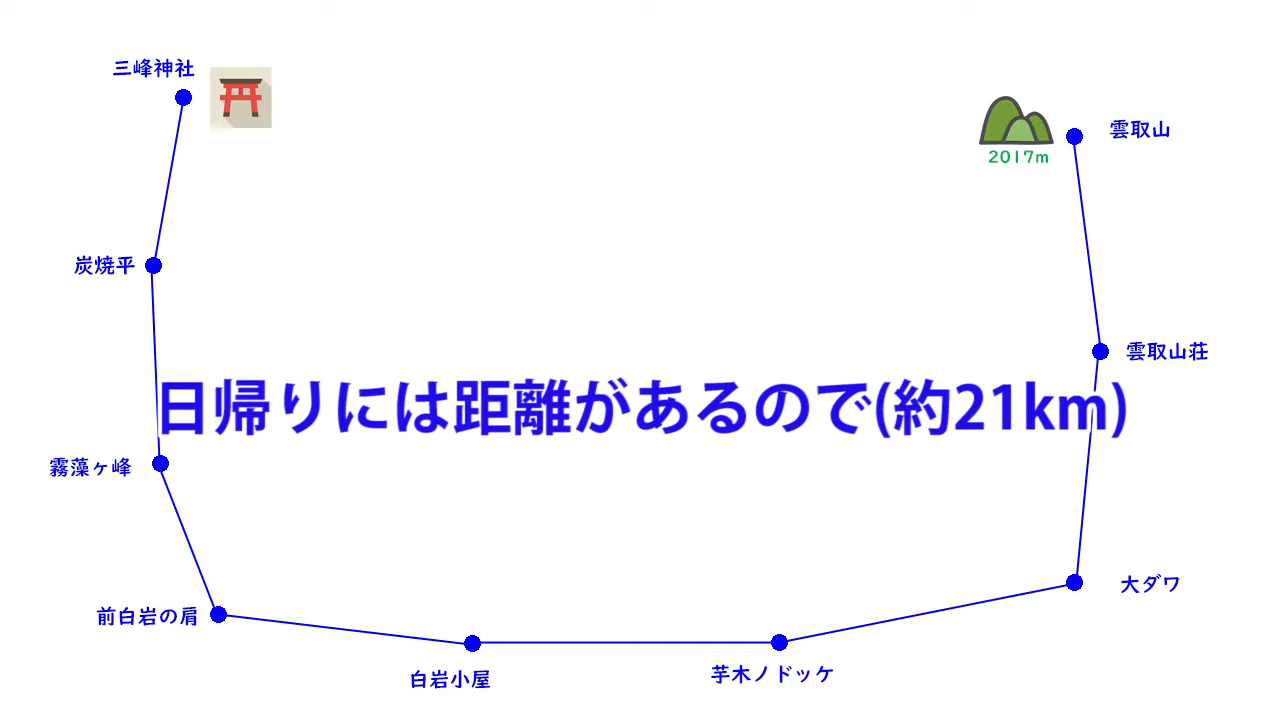 三峰神社
炭焼平
霧藻ヶ峰
前白岩の肩
白岩小屋
芋木ノドッケ
大ダワ
雲取山荘
雲取山
2017m
日帰りには距離があるので(約21km)